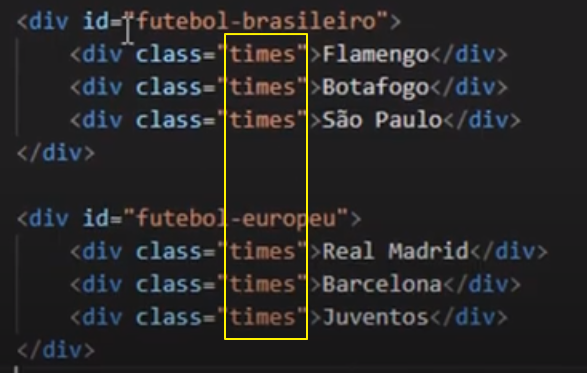 <div id="futebol-brasileiro">
<div class="times">Flamengo</div>
<div class="times">Botafogo</div>
<div class="times">São Paulo</div>
</div>
<div id="futebol-europeu">
<div class="times">Real Madrid</div>
<div class="times">Barcelona</div>
<div class="times">Juventos</div>
</div>